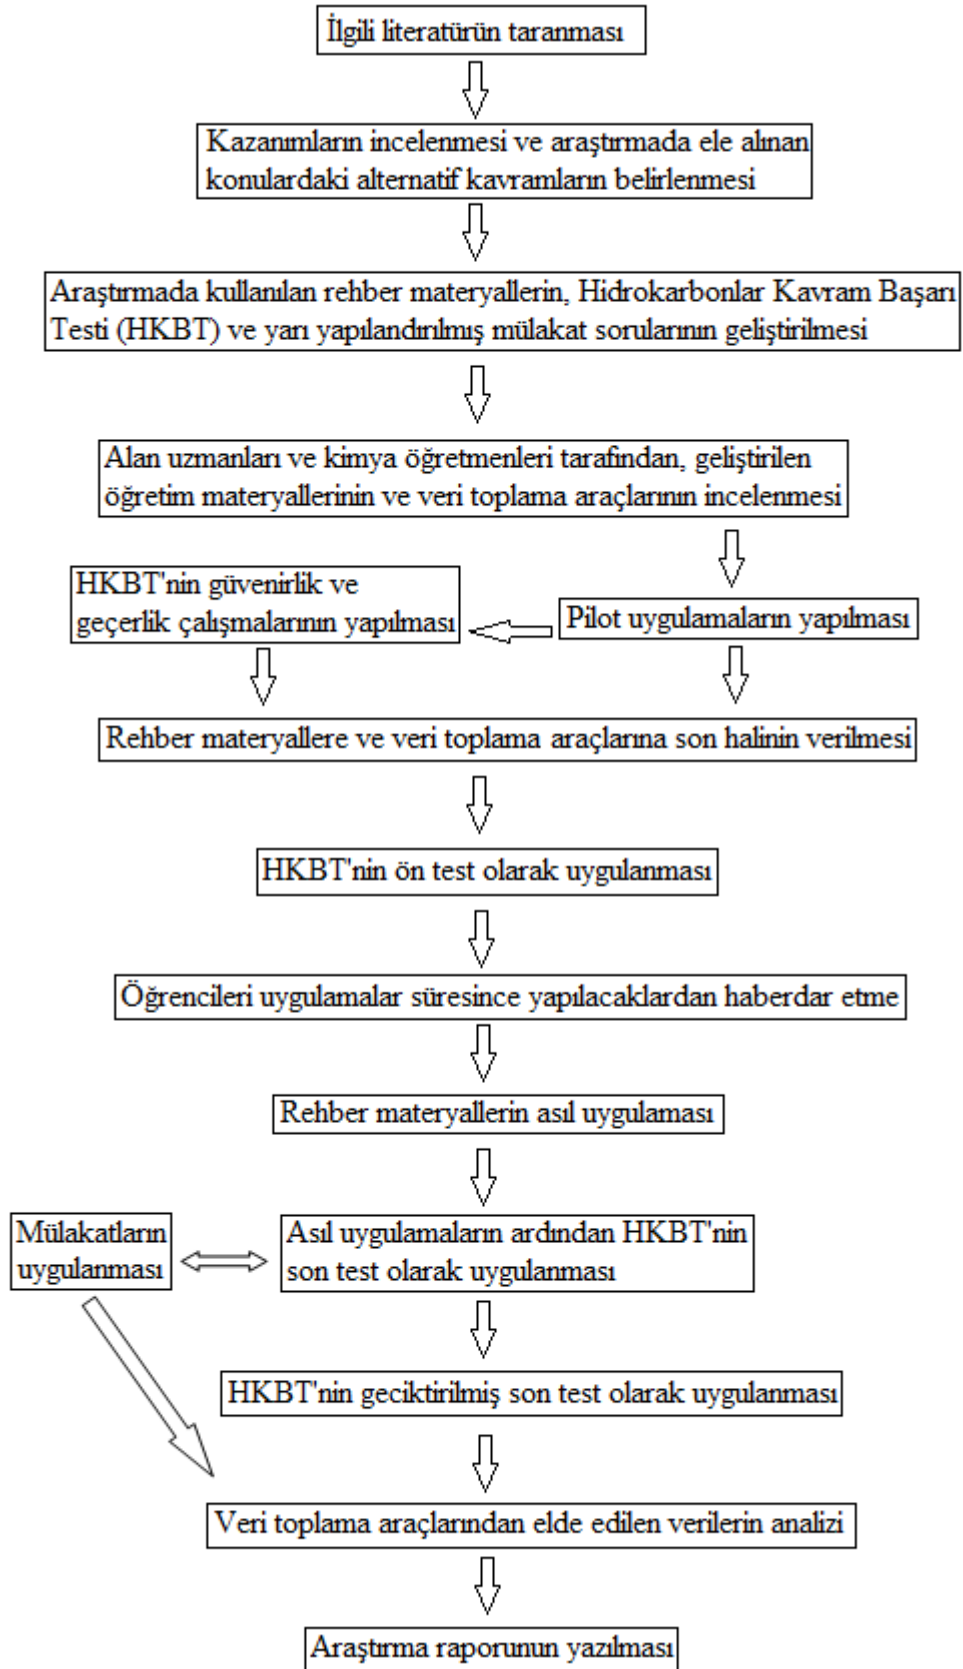 İlgili literatürün taranması
Kazanımların incelenmesi ve araştırmada ele alınan
konulardaki alternatif kavramların belirlenmesi
Araştırmada kullanılan rehber materyallerin, Hidrokarbonlar Kavram Başarı
Testi (HKBT) ve yarı yapılandırılmış mülakat sorularının geliştirilmesi
Alan uzmanları ve kimya öğretmenleri tarafından, geliştirilen
öğretim materyallerinin ve veri toplama araçlarının incelenmesi
HKBT'nin güvenirlik ve
geçerlik çalışmalarının yapılması
Pilot uygulamaların yapılması
Rehber materyallere ve veri toplama araçlarına son halinin verilmesi
HKBT'nin ön test olarak uygulanması
Öğrencileri uygulamalar süresince yapılacaklardan haberdar etme
Rehber materyallerin asıl uygulaması
Mülakatların
uygulanması
Asıl uygulamaların ardından HKBT'nin
son test olarak uygulanması
HKBT'nin geciktirilmiş son test olarak uygulanması
Veri toplama araçlarından elde edilen verilerin analizi
Araştırma raporunun yazılması